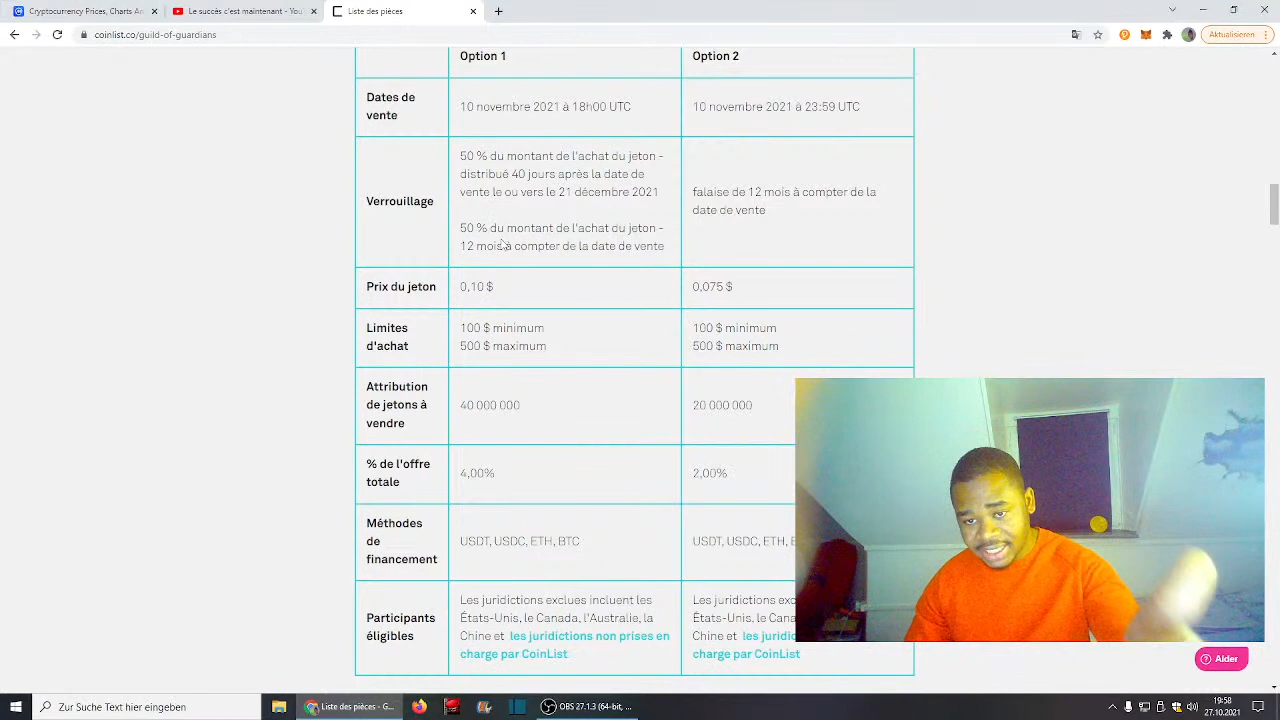 Cryptocurrency Prices, Charts An
Le succès c'est maintenant - You
Liste des pièces
coinlist.co/guild-of-guardians
Aktualisieren
Option 1
Option 2
Dates de
vente
10 novembre 2021 à 18h00 UTC
10 novembre 2021 à 23:59 UTC
Verrouillage
50 % du montant de l'achat du jeton -
distribué 40 jours après la date de
vente le ou vers le 21 décembre 2021
50 % du montant de l'achat du jeton -
12 mois à compter de la date de vente
falaise de 12 mois à compter de la
date de vente
Prix du jeton
0,10 $
0,075 $
Limites
d'achat
100 $ minimum
500 $ maximum
100 $ minimum
500 $ maximum
Attribution
de jetons à
vendre
40 000 000
20 000 000
% de l'offre
totale
4,00%
2,00%
Méthodes
de
financement
USDT, USDC, ETH, BTC
USDT, USDC, ETH, B
Participants
éligibles
Les juridictions exclues incluent les
États-Unis, le Canada, l'Australie, la
Chine et les juridictions non prises en
charge par CoinList
Les juridictions exc
États-Unis, le Cana
Chine et les juridic
charge par CoinList
Aider
Zur Suche Text hier eingeben
Liste des pièces - G...
OBS 27.1.3 (64-bi...
19:58
27.10.2021